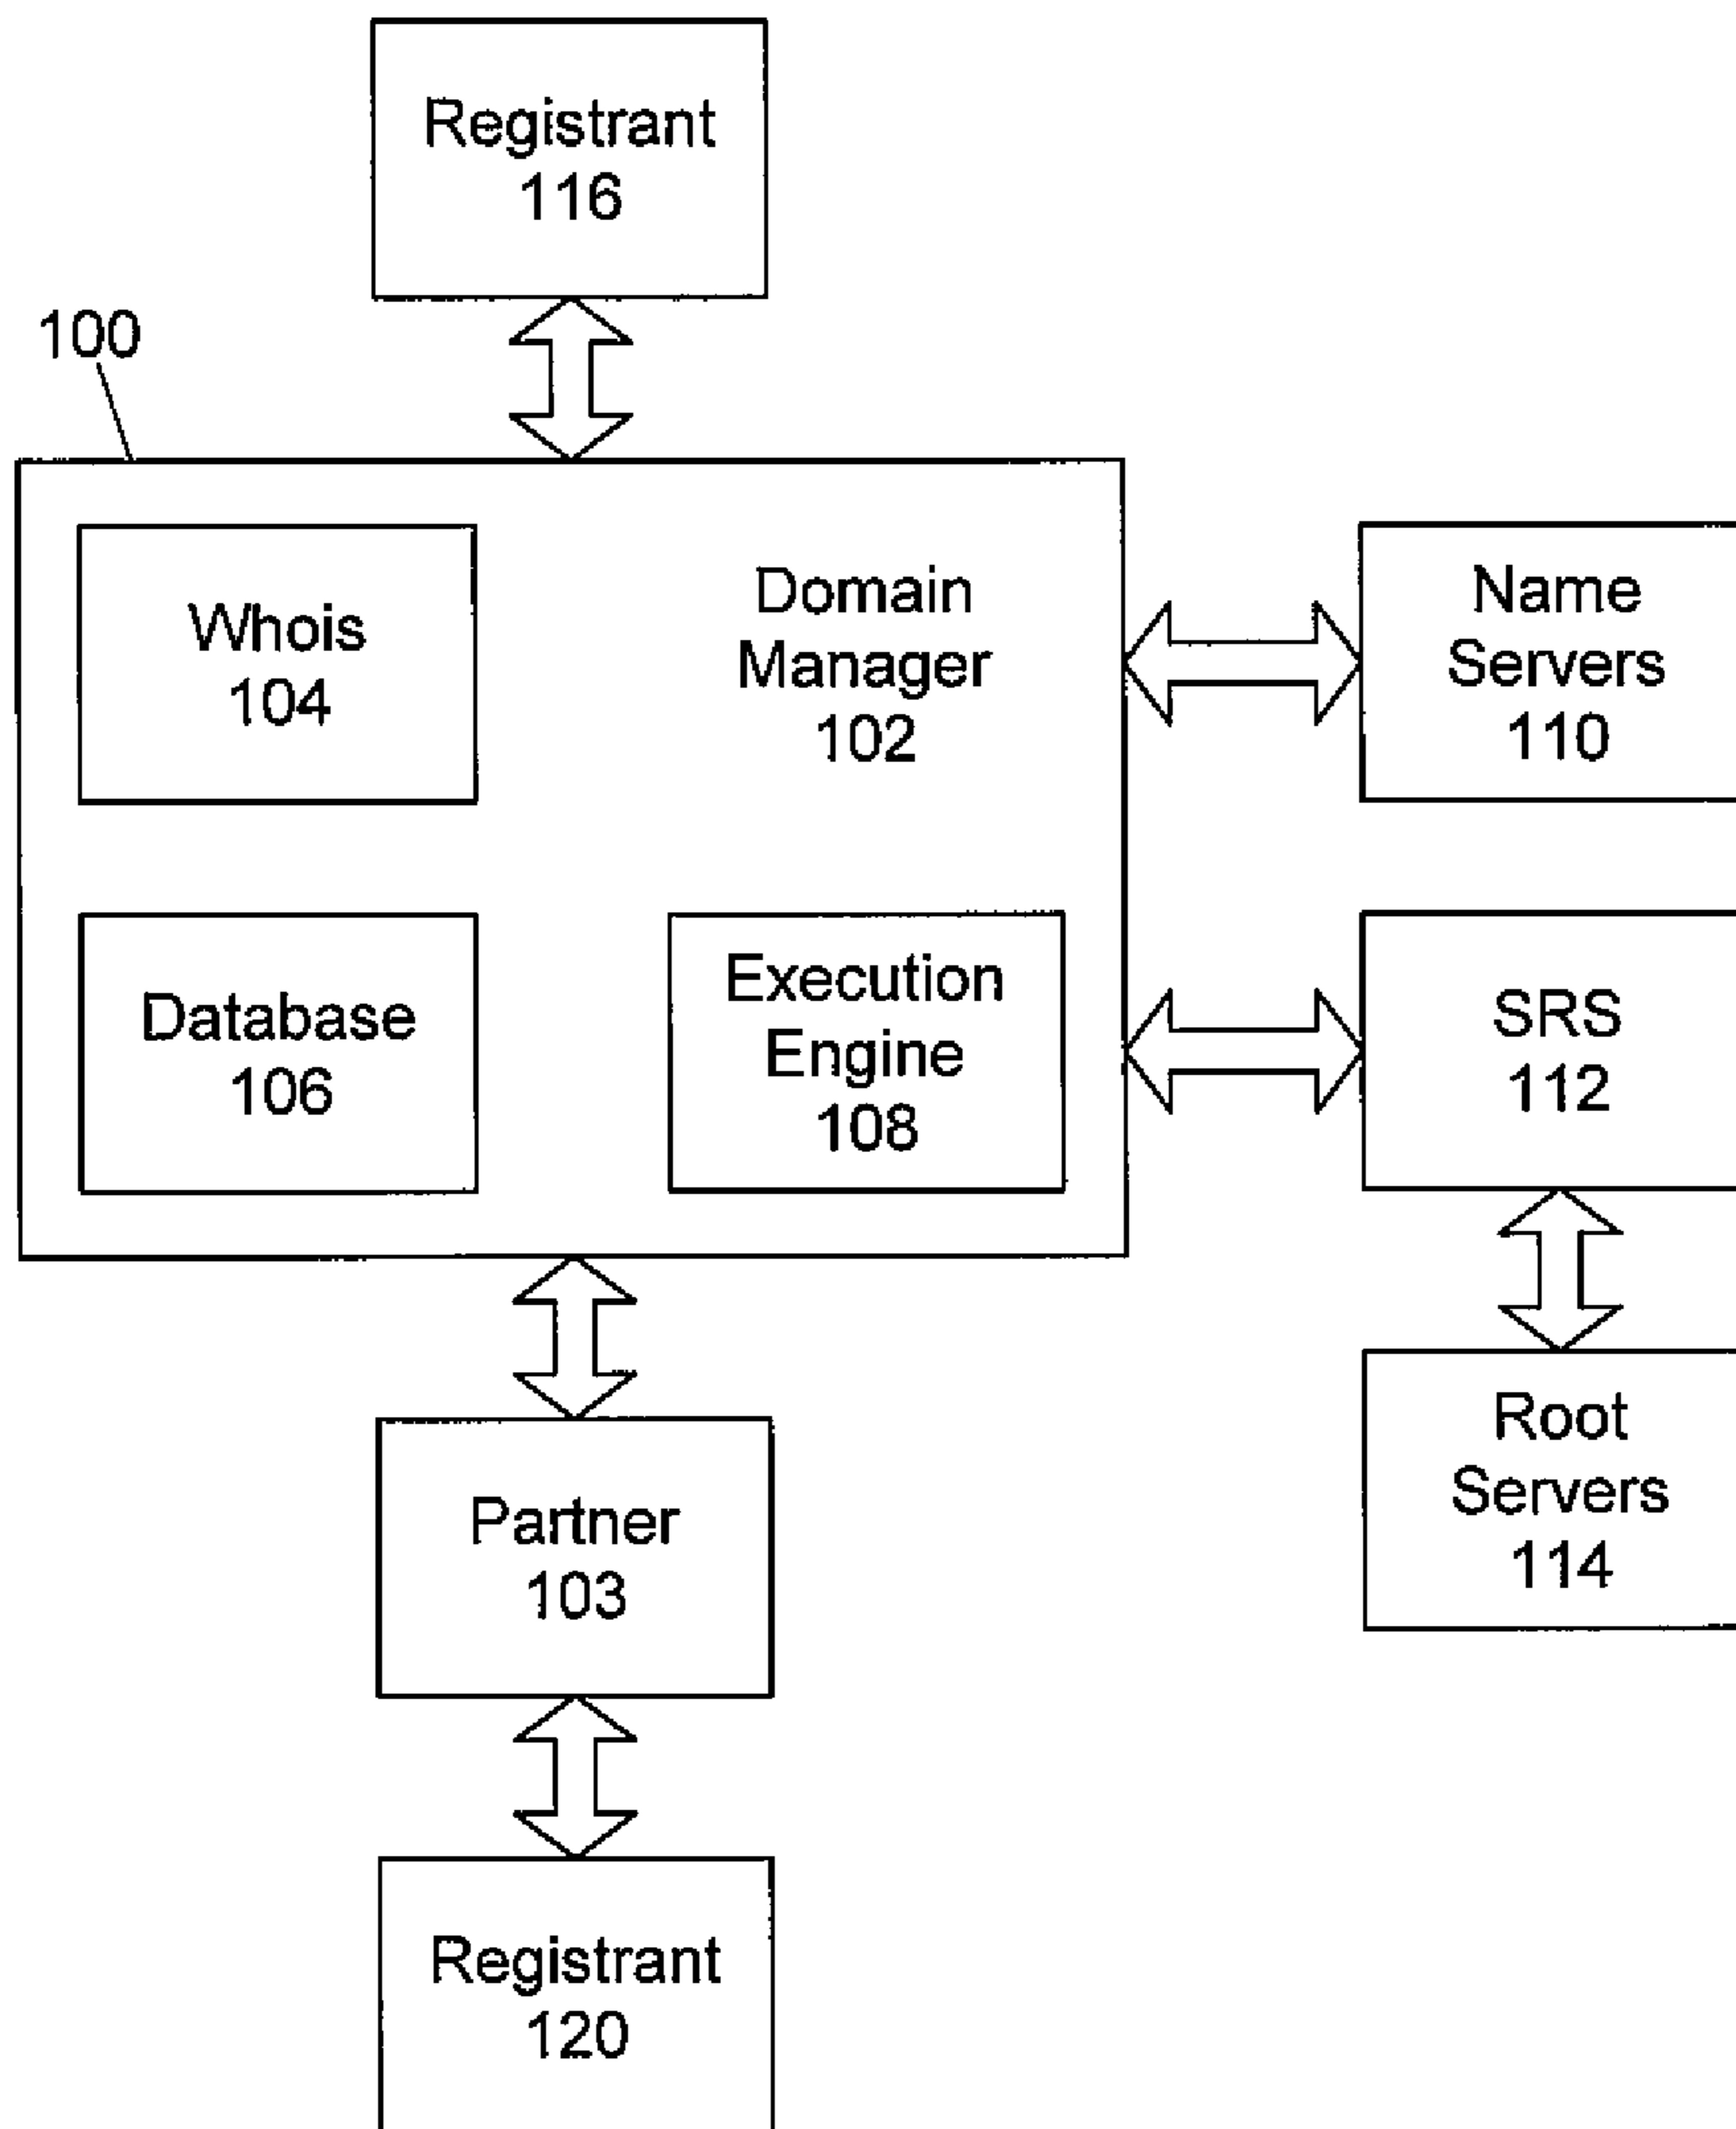 Registrant
116
100
Whois
104
Domain
Manager
102
Name
Servers
110
Database
106
Execution
Engine
108
SRS
112
Partner
103
Root
Servers
114
Registrant
120